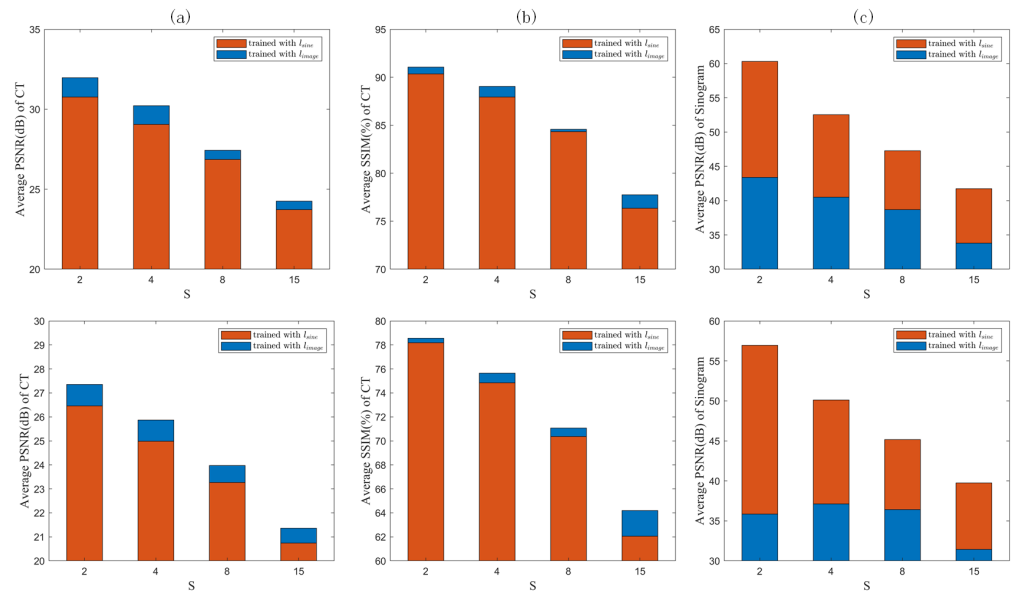 (a)
35
30
25
20
2 4 8 15
S
Average PSNR(dB) of CT
trained with l_sino
trained with l_image
(b)
95
90
85
80
75
70
2 4 8 15
S
Average SSIM(%) of CT
trained with l_sino
trained with l_image
(c)
65
60
55
50
45
40
35
30
2 4 8 15
S
Average PSNR(dB) of Sinogram
trained with l_sino
trained with l_image
30
29
28
27
26
25
24
23
22
21
20
2 4 8 15
S
Average PSNR(dB) of CT
trained with l_sino
trained with l_image
80
78
76
74
72
70
68
66
64
62
60
2 4 8 15
S
Average SSIM(%) of CT
trained with l_sino
trained with l_image
60
55
50
45
40
35
30
2 4 8 15
S
Average PSNR(dB) of Sinogram
trained with l_sino
trained with l_image